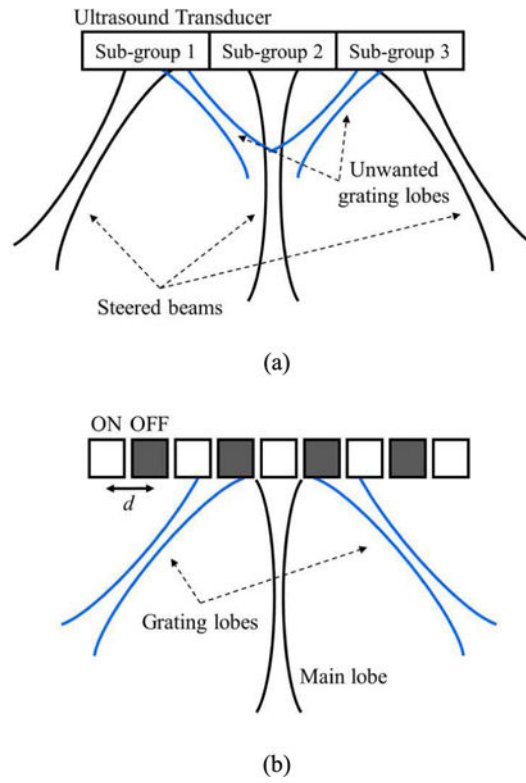 Ultrasound Transducer
Sub-group 1 Sub-group 2 Sub-group 3
Unwanted
grating lobes
Steered beams
(a)
ON OFF
d
Grating lobes
Main lobe
(b)